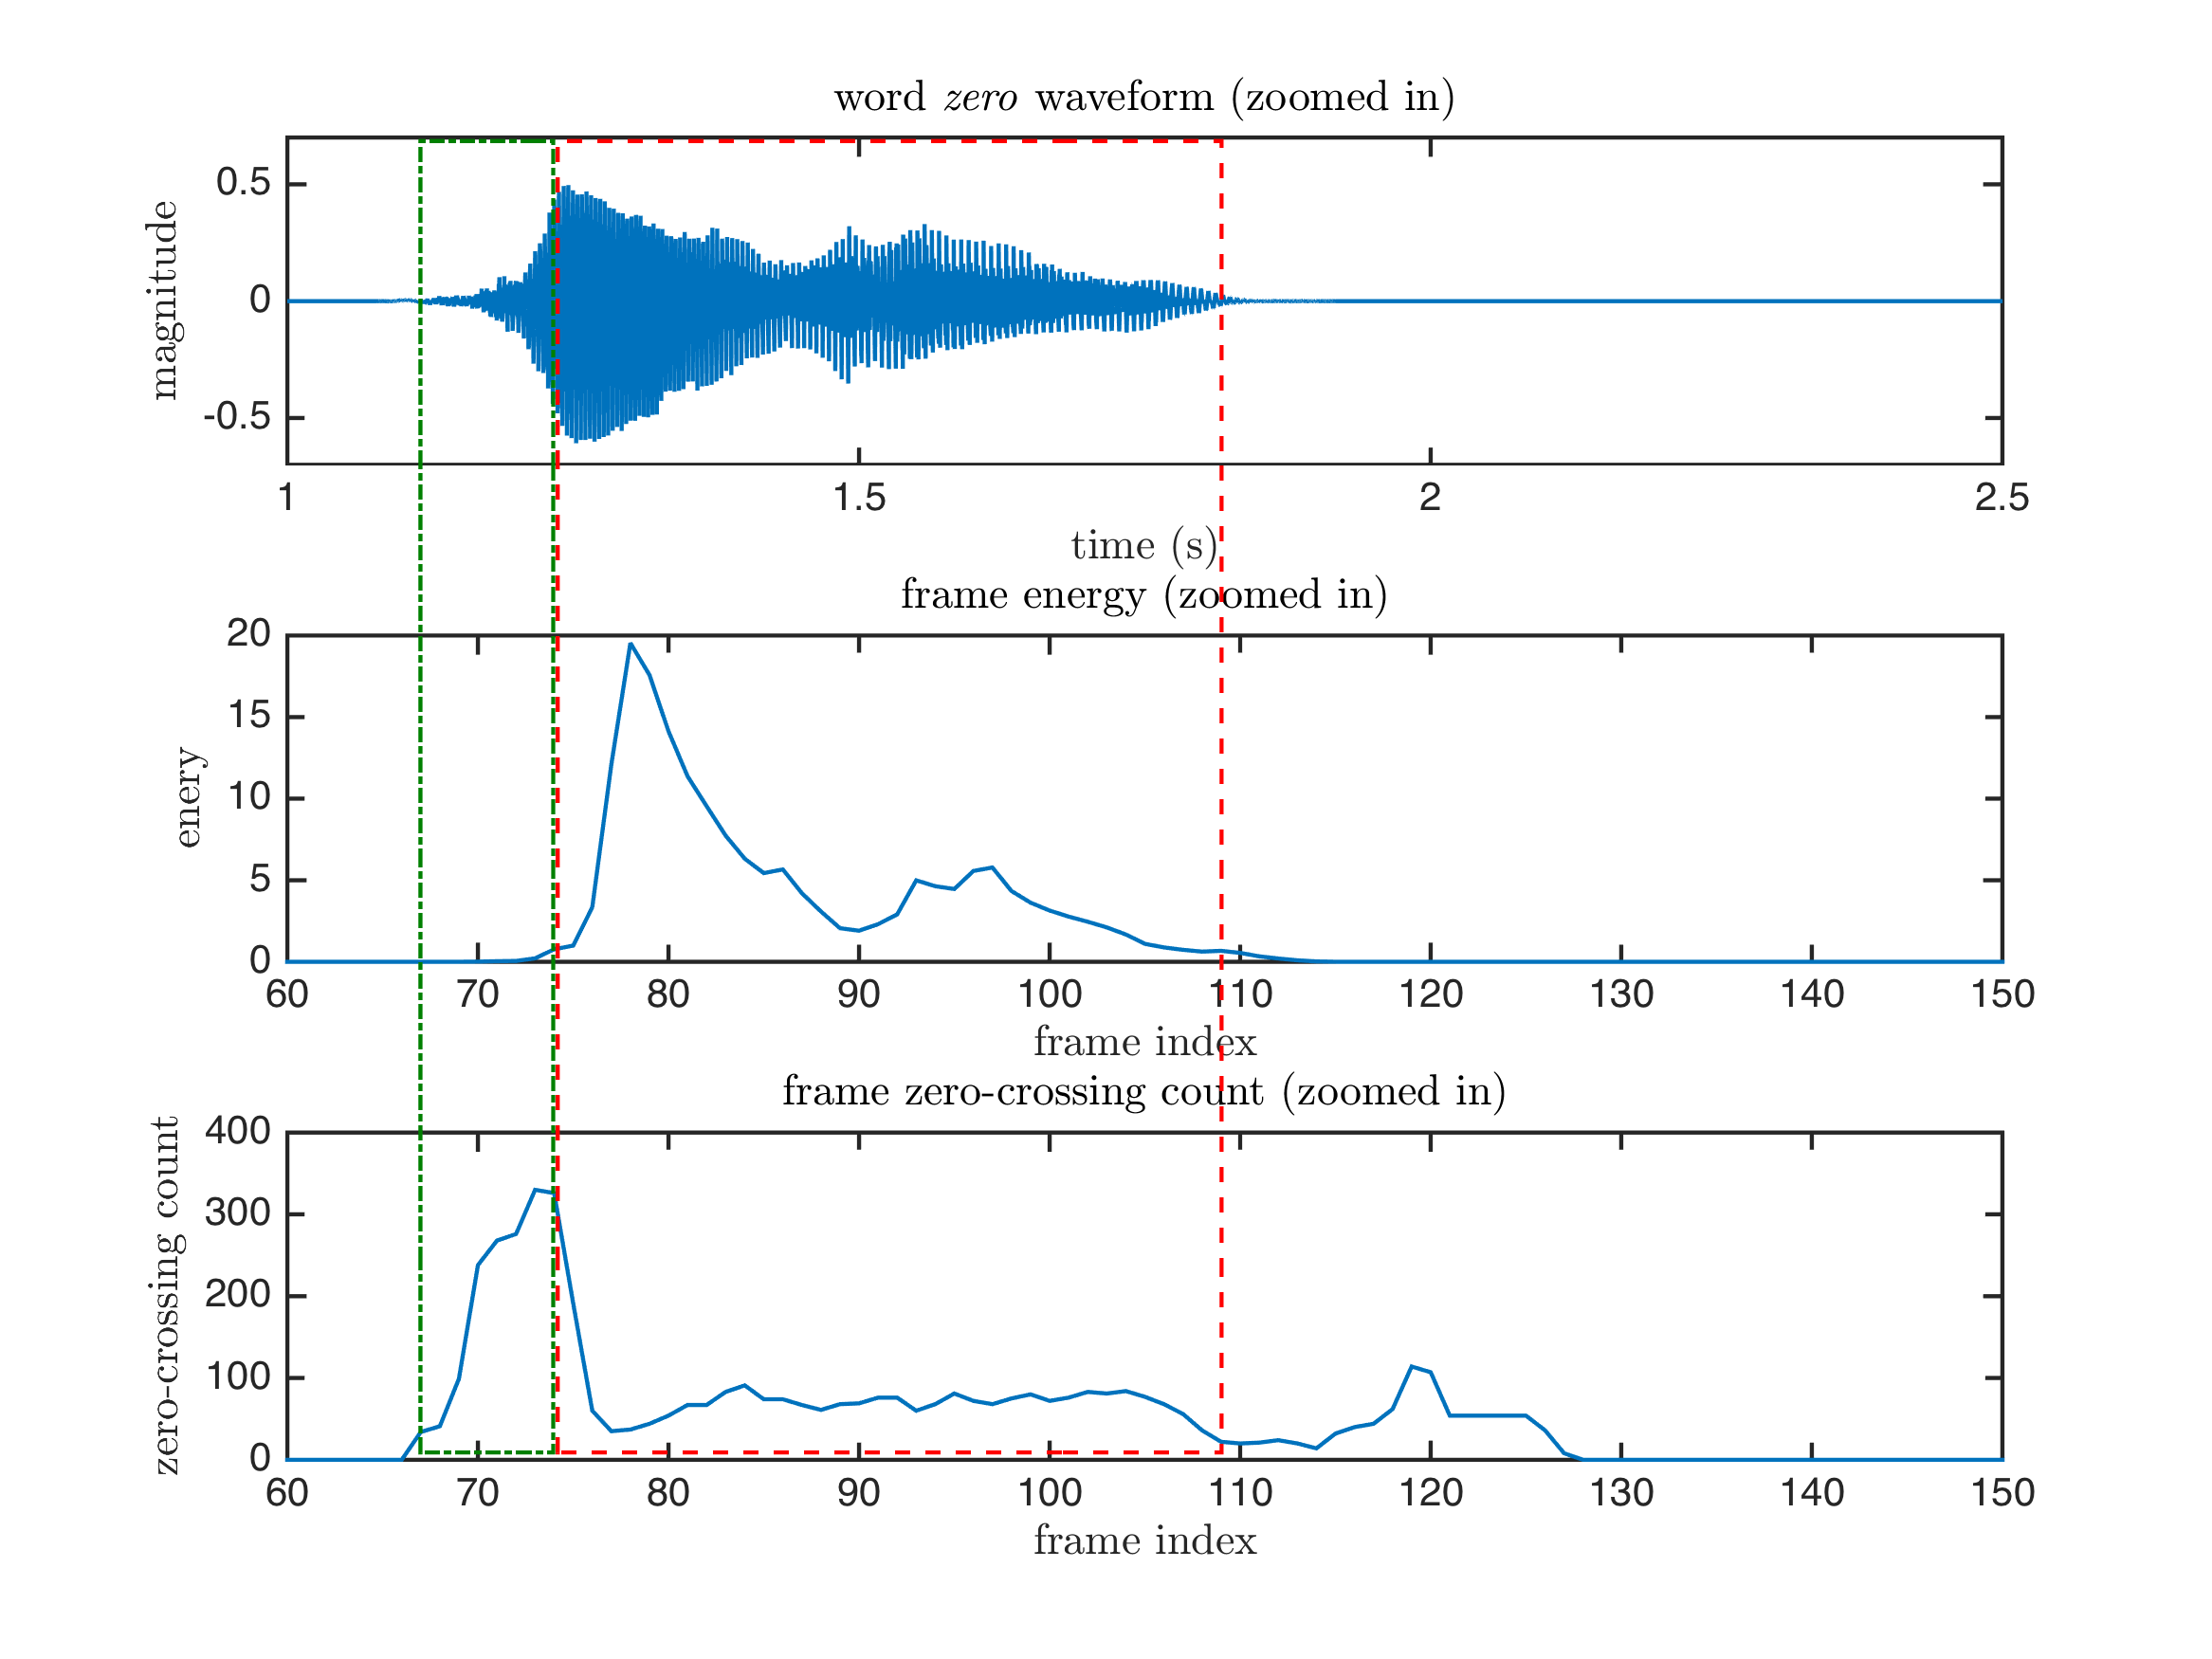 word zero waveform (zoomed in)
magnitude
0.5
0
-0.5
1 1.5 2 2.5
time (s)
frame energy (zoomed in)
enery
20
15
10
5
0
60 70 80 90 100 110 120 130 140 150
frame index
frame zero-crossing count (zoomed in)
zero-crossing count
400
300
200
100
0
60 70 80 90 100 110 120 130 140 150
frame index